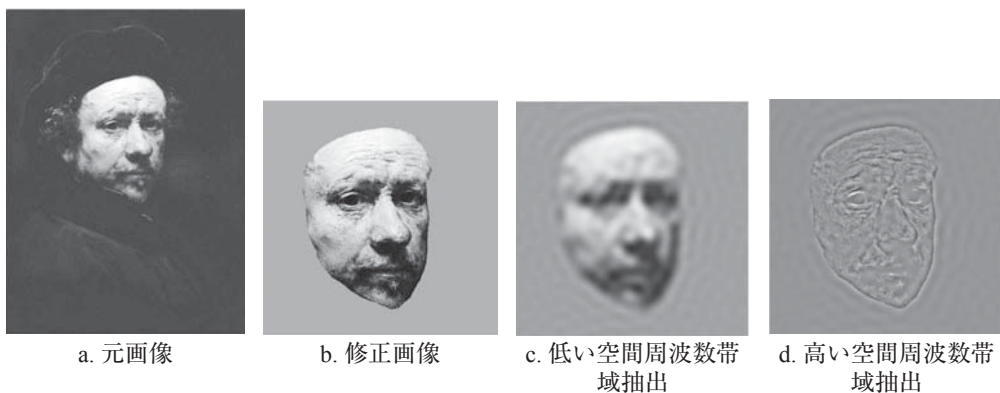 a. 元画像
b. 修正画像
c. 低い空間周波数帯
域抽出
d. 高い空間周波数帯
域抽出